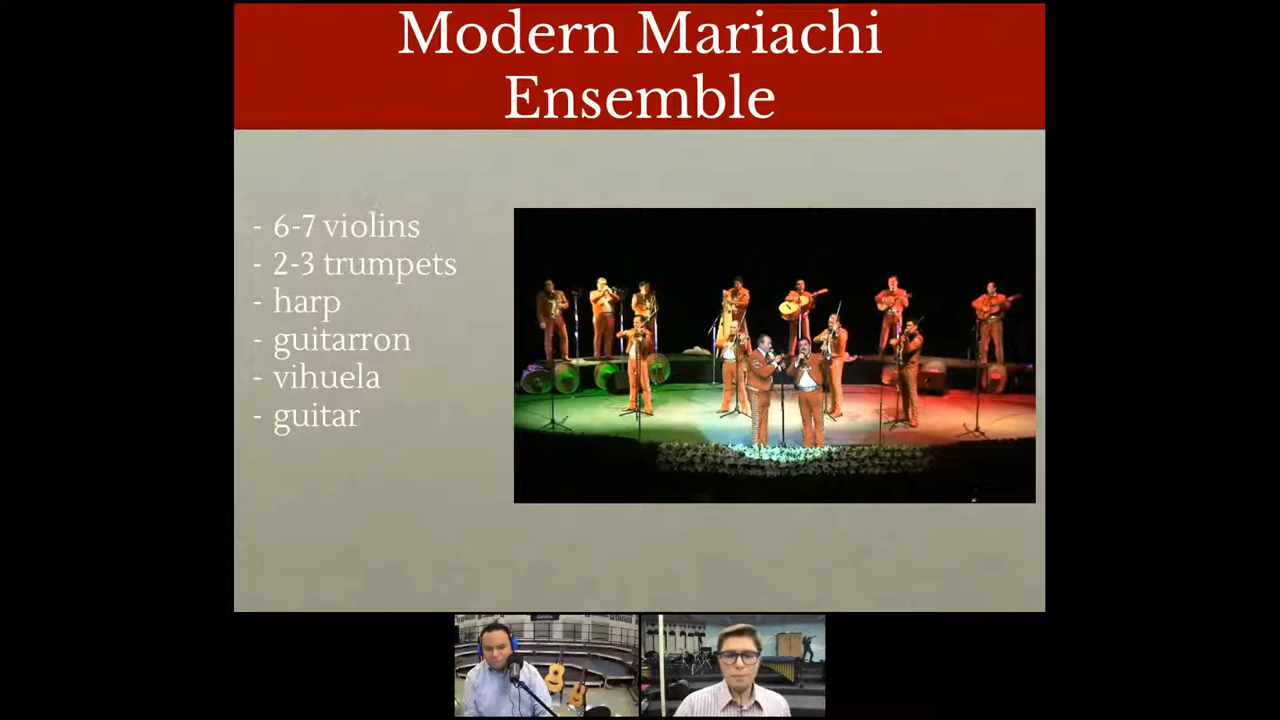 Modern Mariachi
Ensemble
- 6-7 violins
- 2-3 trumpets
- harp
- guitarron
- vihuela
- guitar